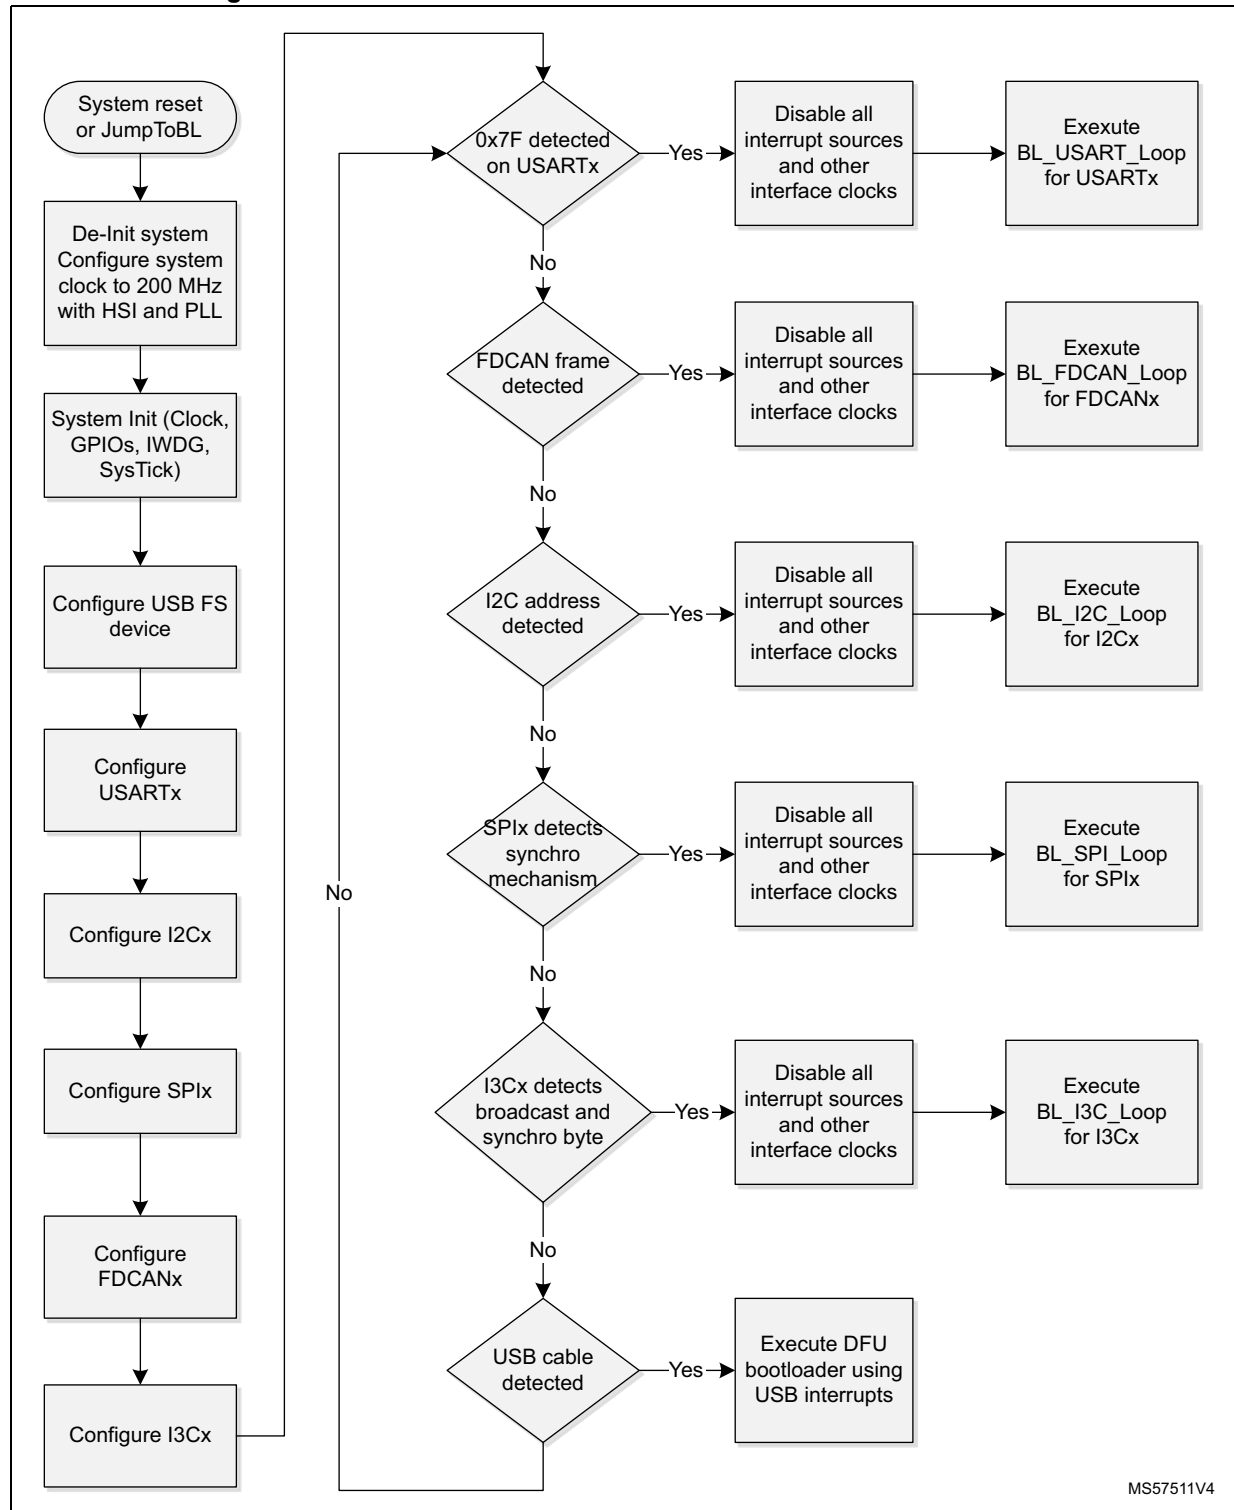 System reset
or JumpToBL
De-Init system
Configure system
clock to 200 MHz
with HSI and PLL
System Init (Clock,
GPIOs, IWDG,
SysTick)
Configure USB FS
device
Configure
USARTx
Configure I2Cx
Configure SPIx
Configure
FDCANx
Configure I3Cx
0x7F detected
on USARTx
Yes
Disable all
interrupt sources
and other
interface clocks
Exexute
BL_USART_Loop
for USARTx
No
FDCAN frame
detected
Yes
Disable all
interrupt sources
and other
interface clocks
Exexute
BL_FDCAN_Loop
for FDCANx
No
I2C address
detected
Yes
Disable all
interrupt sources
and other
interface clocks
Execute
BL_I2C_Loop
for I2Cx
No
SPIx detects
synchro
mechanism
Yes
Disable all
interrupt sources
and other
interface clocks
Execute
BL_SPI_Loop
for SPIx
No
No
I3Cx detects
broadcast and
synchro byte
Yes
Disable all
interrupt sources
and other
interface clocks
Execute
BL_I3C_Loop
for I3Cx
No
USB cable
detected
Yes
Execute DFU
bootloader using
USB interrupts
MS57511V4